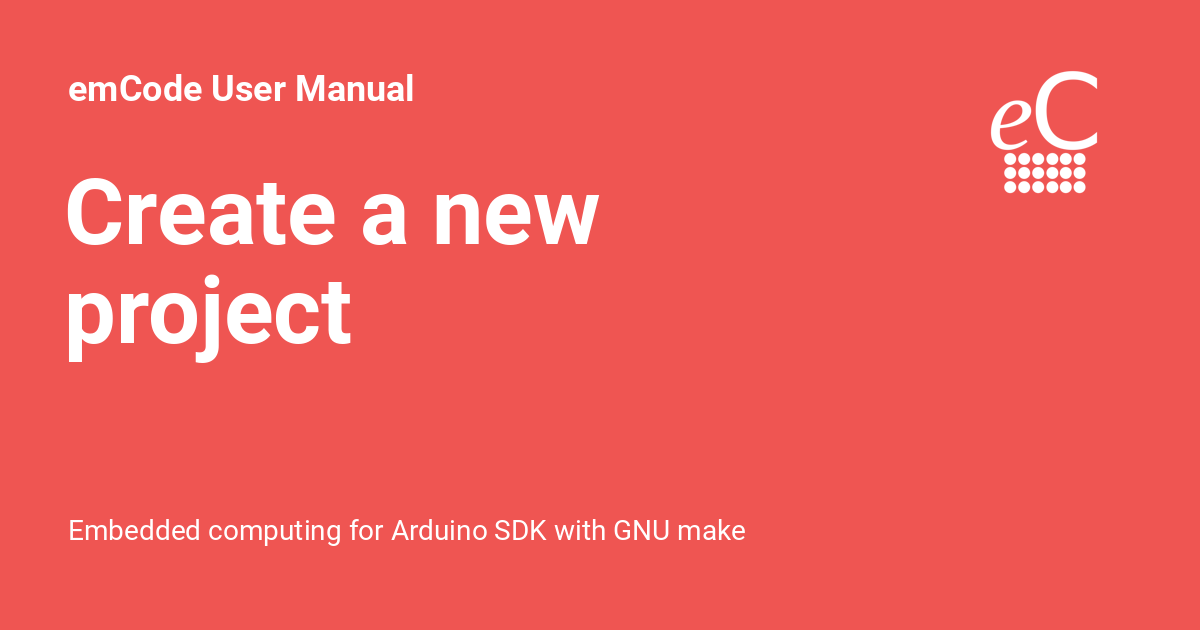 emCode User Manual
eC
Create a new
project
Embedded computing for Arduino SDK with GNU make